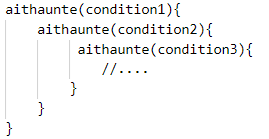 aithaunte(condition1){
aithaunte(condition2){
aithaunte(condition3){
//....
}
}
}